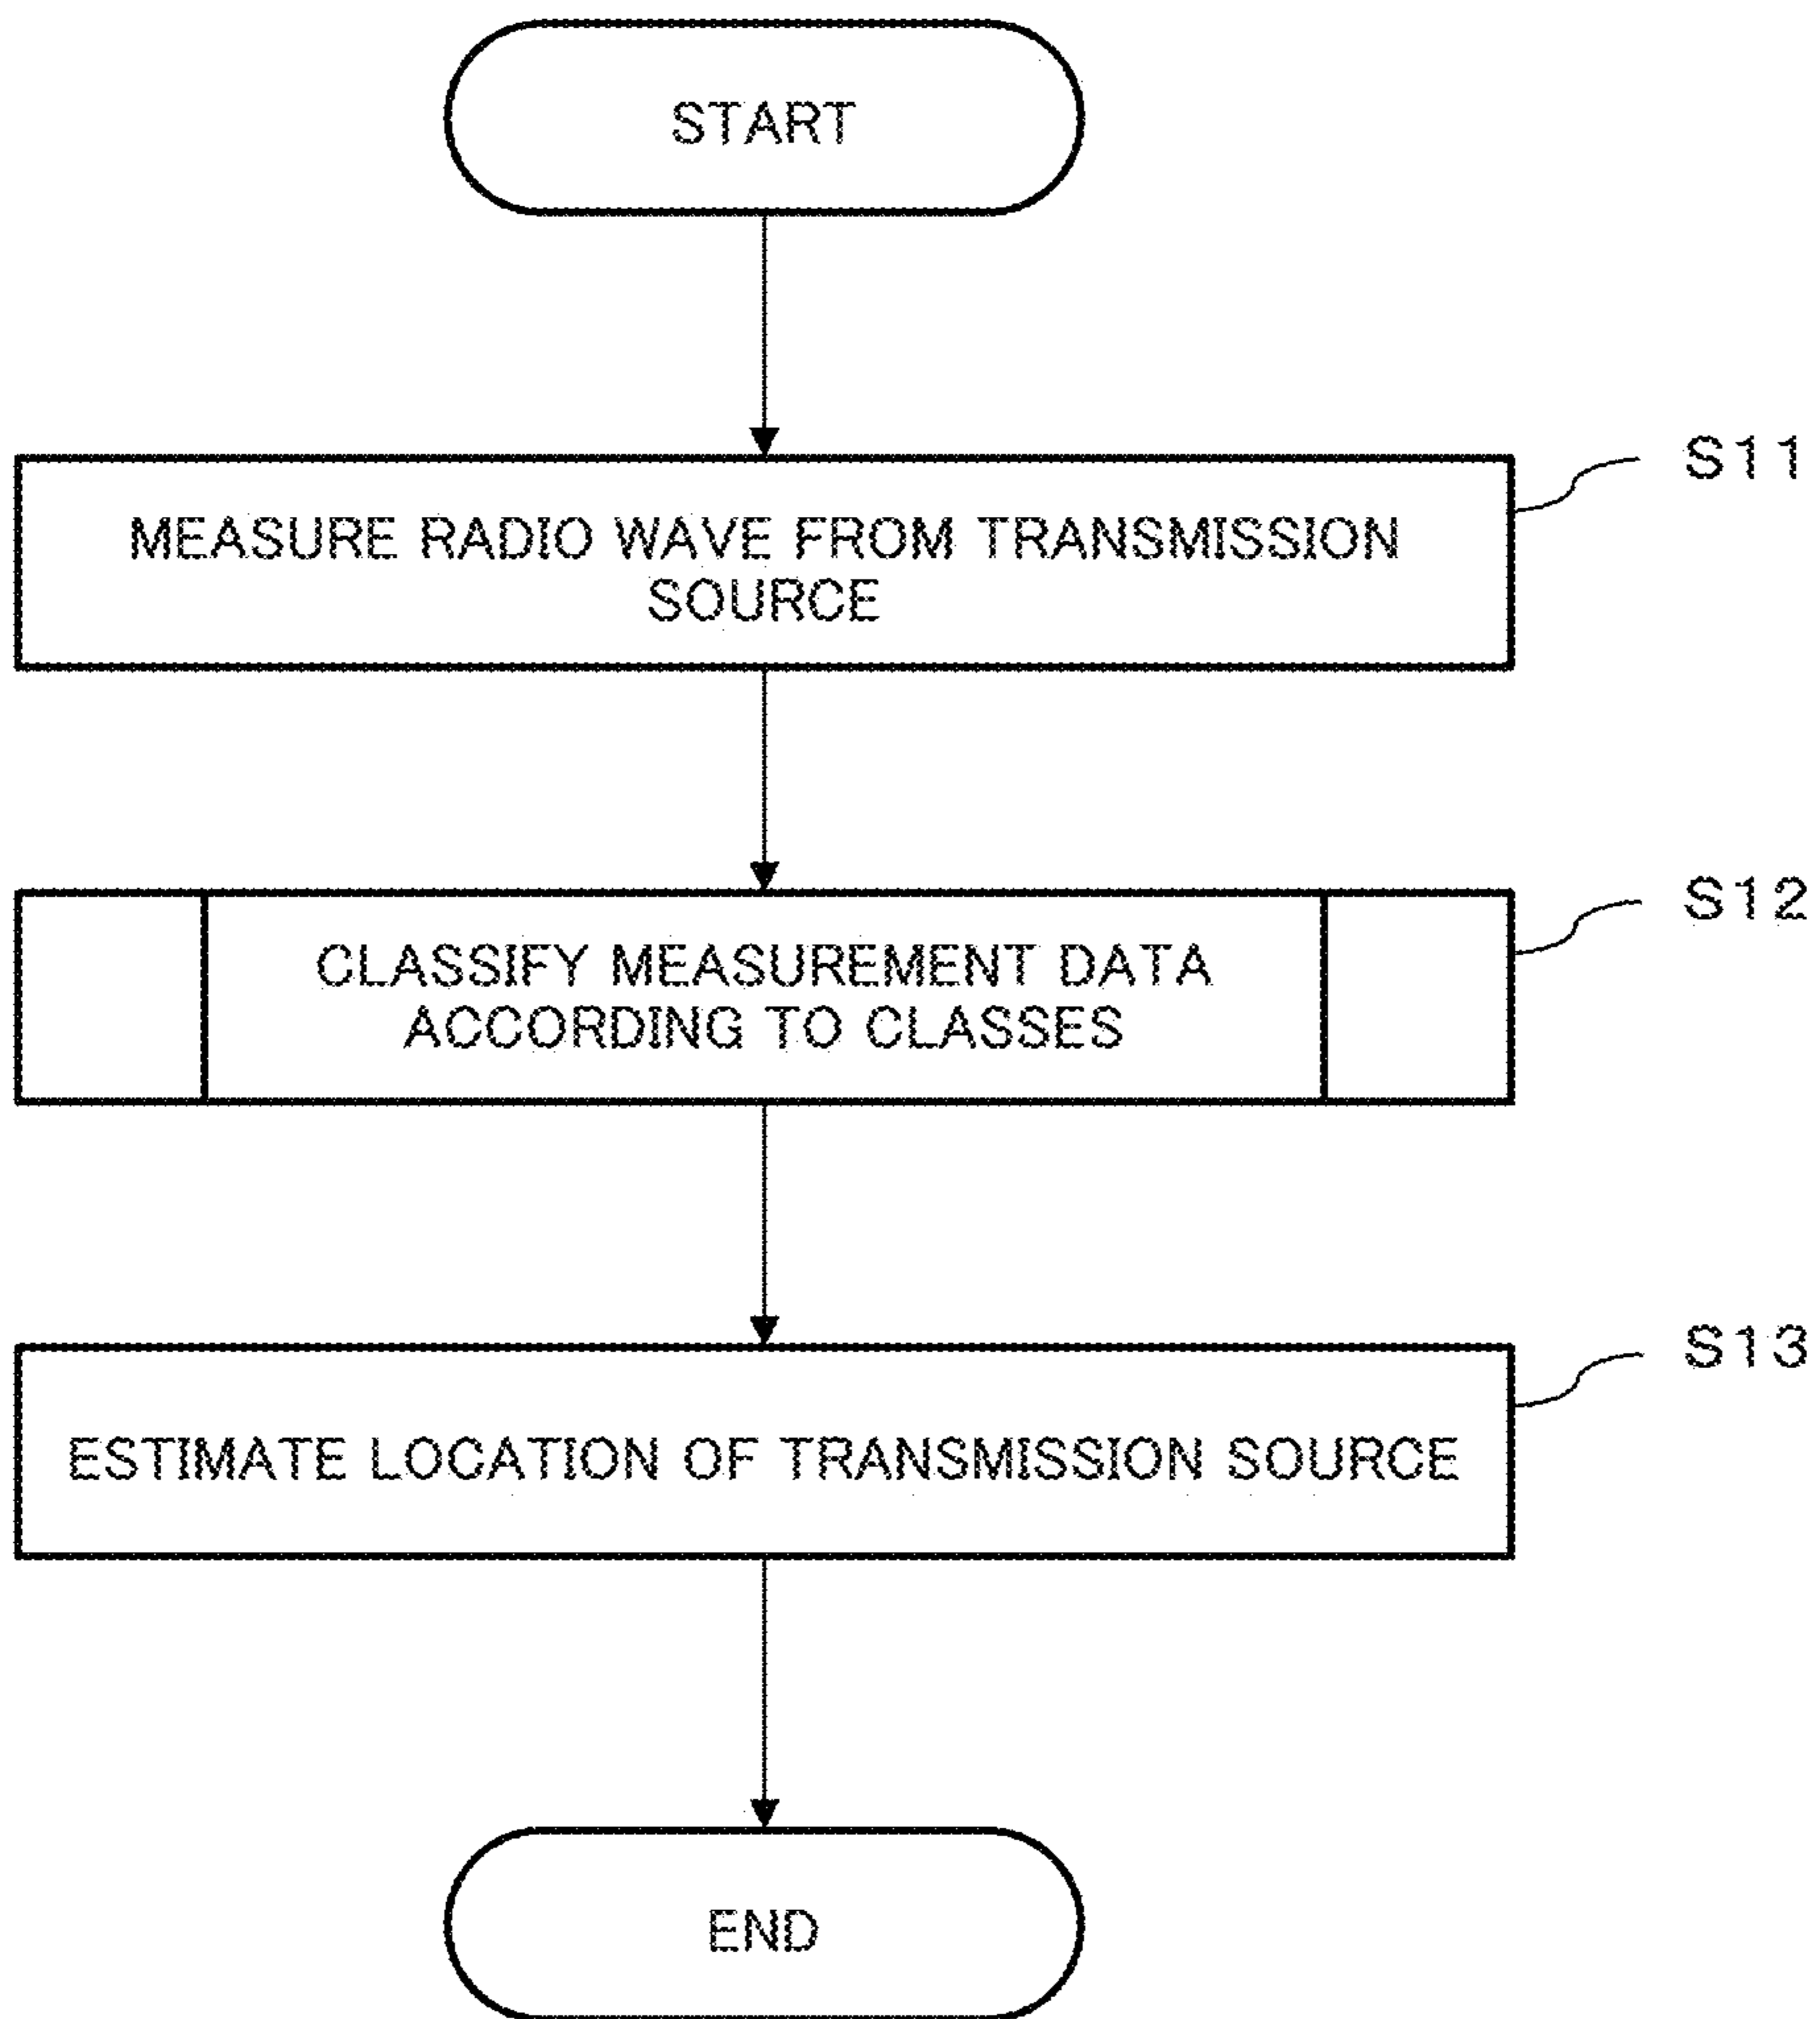 START
S11
MEASURE RADIO WAVE FROM TRANSMISSION
SOURCE
S12
CLASSIFY MEASUREMENT DATA
ACCORDING TO CLASSES
S13
ESTIMATE LOCATION OF TRANSMISSION SOURCE
END